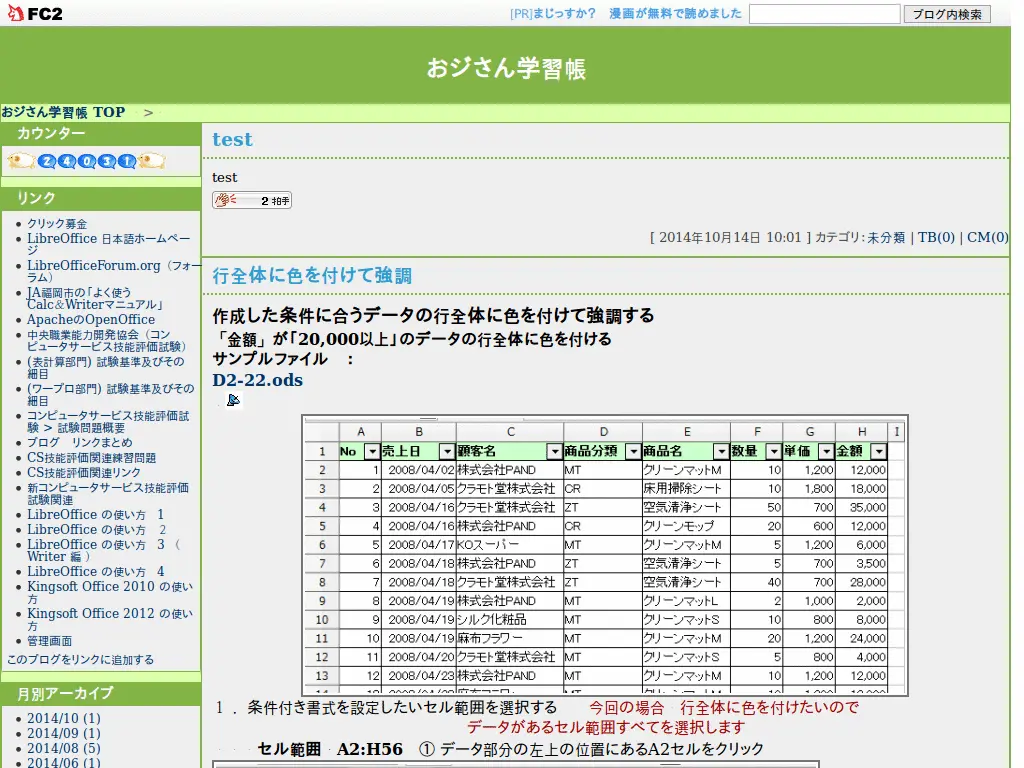 FC2
[PR]まじっすか? 漫画が無料で読めました
ブログ内検索
おジさん学習帳
おジさん学習帳 TOP >
カウンター
24031
リンク
クリック募金
LibreOffice 日本語ホームペー
ジ
LibreOfficeForum.org(フォー
ラム)
JA福岡市の「よく使う
Calc&Writerマニュアル」
ApacheのOpenOffice
中央職業能力開発協会(コン
ピュータサービス技能評価試験)
(表計算部門) 試験基準及びその
細目
(ワープロ部門) 試験基準及びその
細目
コンピュータサービス技能評価試
験 > 試験問題概要
ブログ リンクまとめ
CS技能評価関連練習問題
CS技能評価関連リンク
新コンピュータサービス技能評価
試験関連
LibreOffice の使い方 1
LibreOffice の使い方 2
LibreOffice の使い方 3 (
Writer 編 )
LibreOffice の使い方 4
Kingsoft Office 2010 の使い
方
Kingsoft Office 2012 の使い
方
管理画面
このブログをリンクに追加する
月別アーカイブ
2014/10 (1)
2014/09 (1)
2014/08 (5)
2014/06 (1)
test
test
2 拍手
[ 2014年10月14日 10:01 ] カテゴリ:未分類 | TB(0) | CM(0)
行全体に色を付けて強調
作成した条件に合うデータの行全体に色を付けて強調する
「金額」が「20,000以上」のデータの行全体に色を付ける
サンプルファイル :
D2-22.ods
A B C D E F G H I
1 No 売上日 顧客名 商品分類 商品名 数量 単価 金額
2 1 2008/04/02 株式会社PAND MT クリーンマットM 10 1,200 12,000
3 2 2008/04/05 クラモト堂株式会社 CR 床用掃除シート 10 1,800 18,000
4 3 2008/04/16 クラモト堂株式会社 ZT 空気清浄シート 50 700 35,000
5 4 2008/04/16 株式会社PAND CR クリーンモップ 20 600 12,000
6 5 2008/04/17 KOスーパー MT クリーンマットM 5 1,200 6,000
7 6 2008/04/18 株式会社PAND ZT 空気清浄シート 5 700 3,500
8 7 2008/04/18 クラモト堂株式会社 ZT 空気清浄シート 40 700 28,000
9 8 2008/04/19 株式会社PAND MT クリーンマットL 2 1,000 2,000
10 9 2008/04/19 シルク化粧品 MT クリーンマットS 10 800 8,000
11 10 2008/04/19 麻布フラワー MT クリーンマットM 20 1,200 24,000
12 11 2008/04/20 クラモト堂株式会社 MT クリーンマットS 5 800 4,000
13 12 2008/04/23 株式会社PAND MT クリーンマットM 10 1,200 12,000
1.条件付き書式を設定したいセル範囲を選択する 今回の場合 行全体に色を付けたいので
データがあるセル範囲すべてを選択します
セル範囲 A2:H56 ① データ部分の左上の位置にあるA2セルをクリック